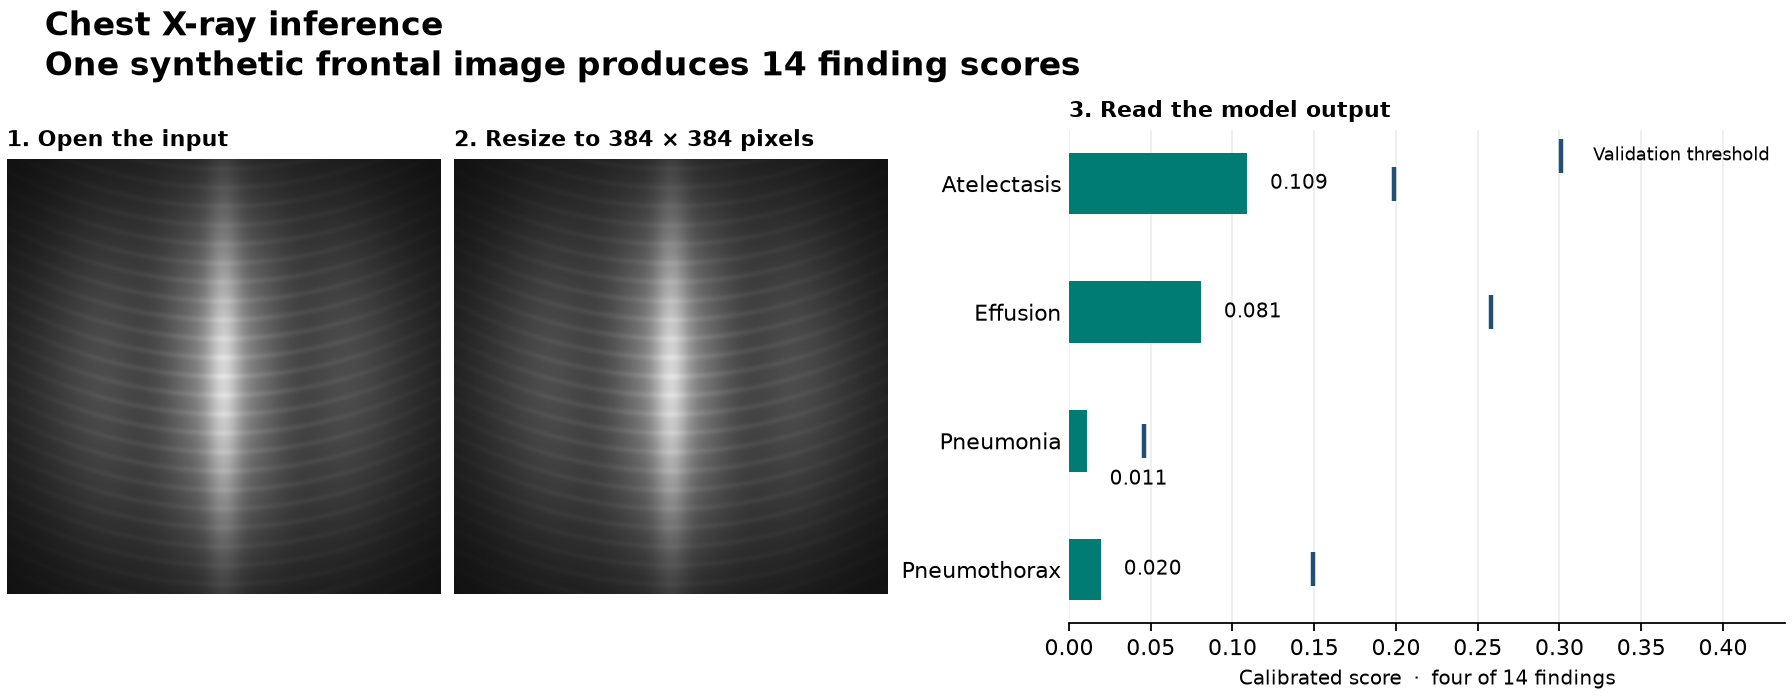 Chest X-ray inference
One synthetic frontal image produces 14 finding scores
1. Open the input
2. Resize to 384 × 384 pixels
3. Read the model output
Validation threshold
Atelectasis
0.109
Effusion
0.081
Pneumonia
0.011
Pneumothorax
0.020
0.00 0.05 0.10 0.15 0.20 0.25 0.30 0.35 0.40
Calibrated score · four of 14 findings